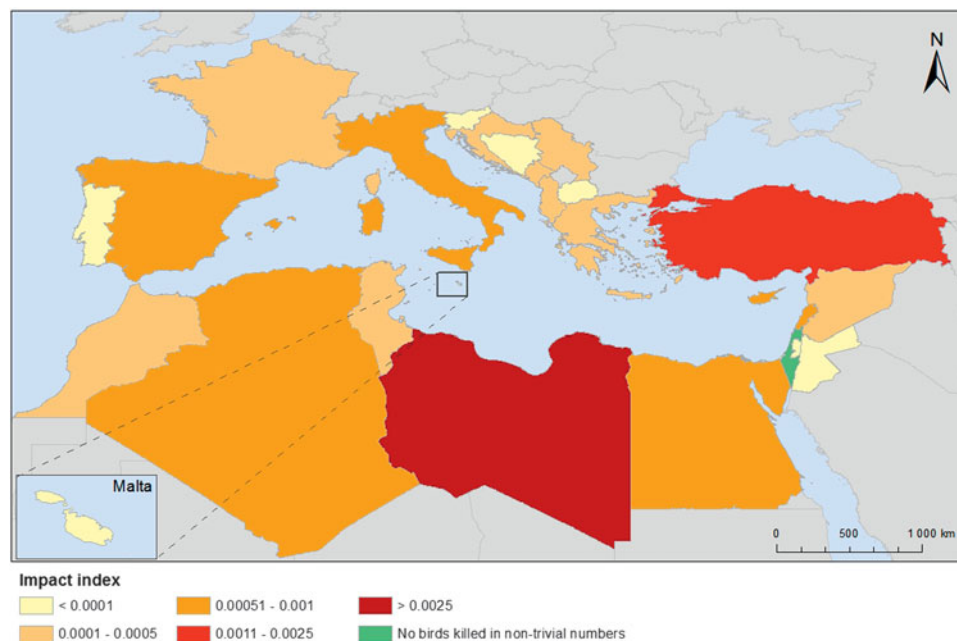 N
Malta
0 500 1 000 km
Impact index
< 0.0001 0.00051 - 0.001 > 0.0025
0.0001 - 0.0005 0.0011 - 0.0025 No birds killed in non-trivial numbers